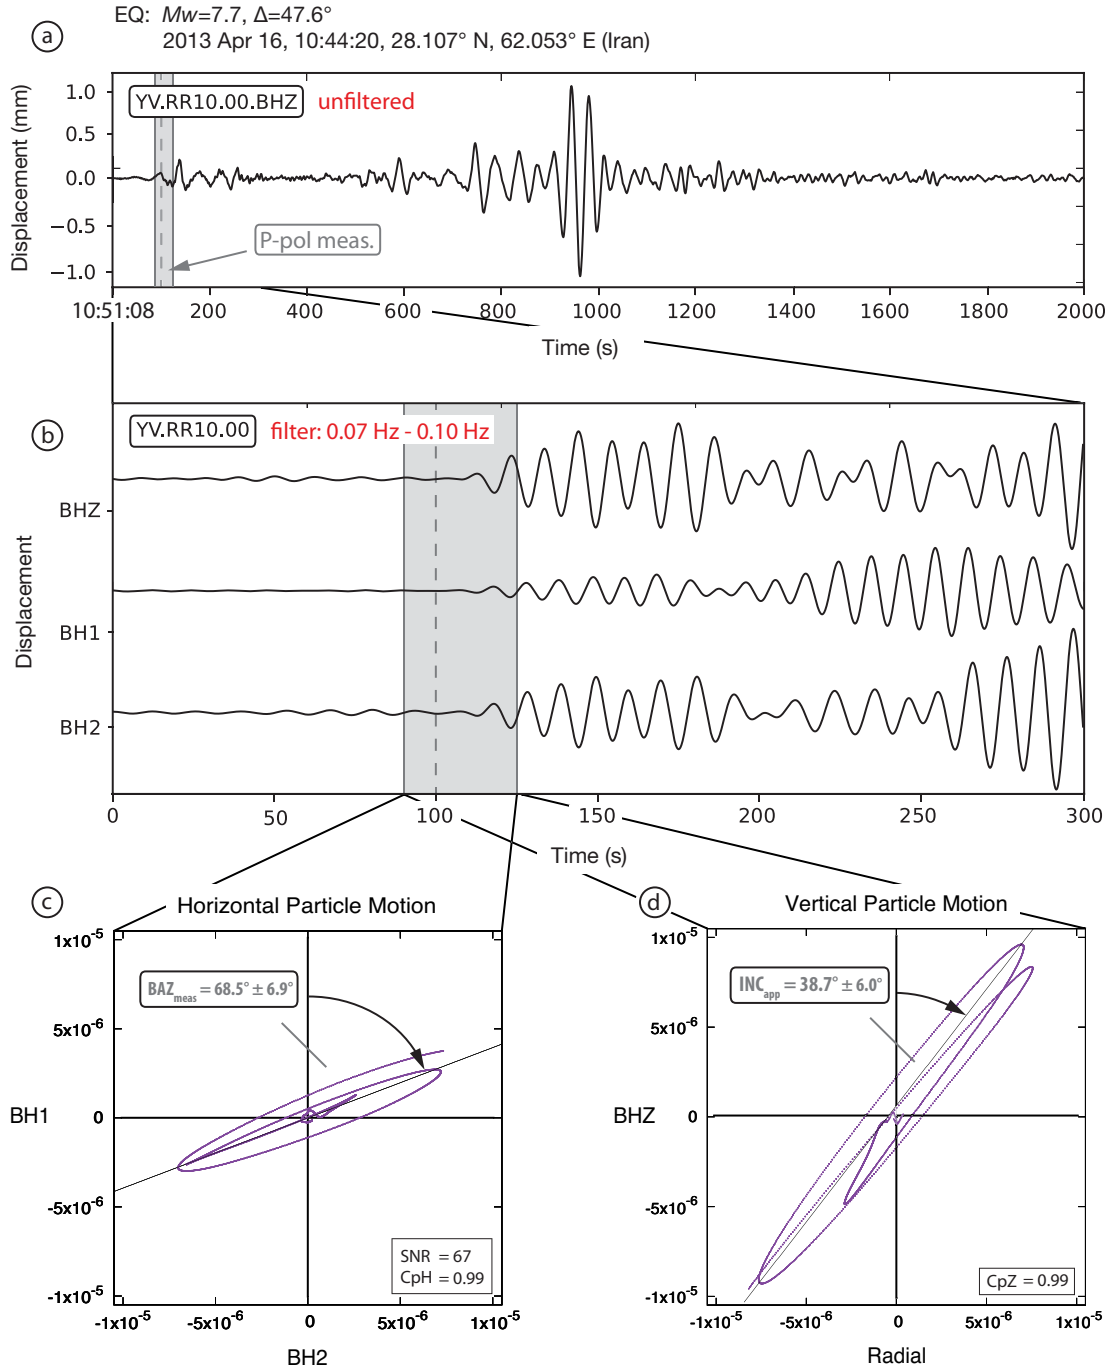 EQ: Mw=7.7, Δ=47.6°
2013 Apr 16, 10:44:20, 28.107° N, 62.053° E (Iran)
a
YV.RR10.00.BHZ unfiltered
Displacement (mm)
1.0
0.5
0.0
−0.5
−1.0
P-pol meas.
10:51:08 200 400 600 800 1000 1200 1400 1600 1800 2000
Time (s)
b
YV.RR10.00 filter: 0.07 Hz - 0.10 Hz
Displacement
BHZ
BH1
BH2
0 50 100 150 200 250 300
Time (s)
c
Horizontal Particle Motion
1x10-5
5x10-6
0
-5x10-6
-1x10-5
BH1
BAZmeas = 68.5° ± 6.9°
SNR = 67
CpH = 0.99
-1x10-5 -5x10-6 0 5x10-6 1x10-5
BH2
d
Vertical Particle Motion
1x10-5
5x10-6
0
-5x10-6
-1x10-5
BHZ
INCapp = 38.7° ± 6.0°
CpZ = 0.99
-1x10-5 -5x10-6 0 5x10-6 1x10-5
Radial